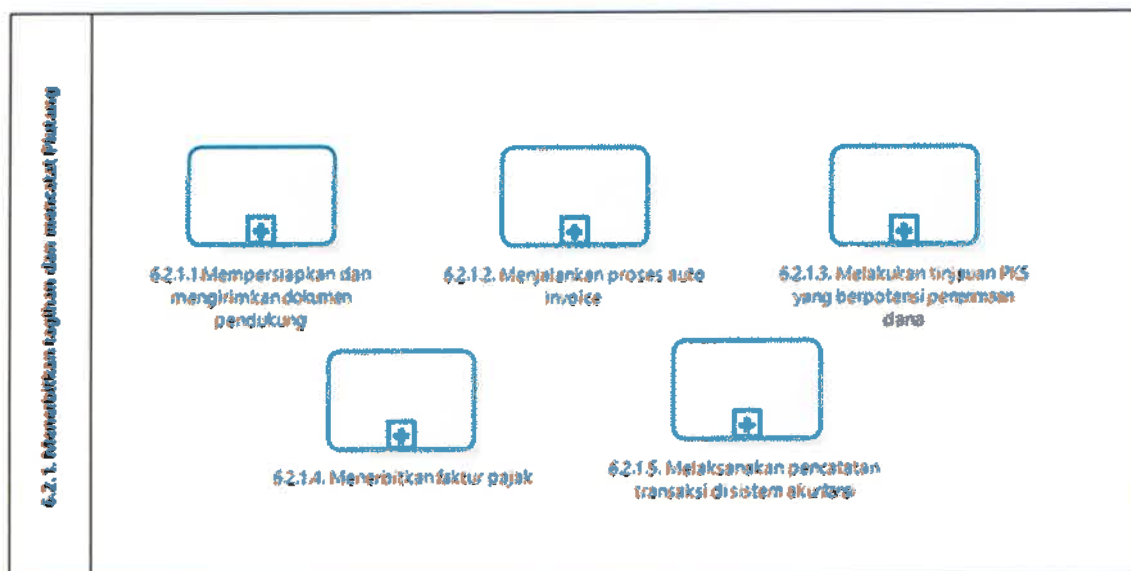 6.2.1. Menerbitkan tagihan dan mencatat Piutang
6.2.1.1 Mempersiapkan dan
mengirimkan dokumen
pendukung
6.2.1.2. Menjalankan proses auto
invoice
6.2.1.3. Melakukan tinjauan PKS
yang berpotensi penerimaan
dana
6.2.1.4. Menerbitkan faktur pajak
6.2.1.5. Melaksanakan pencatatan
transaksi di sistem akuntansi